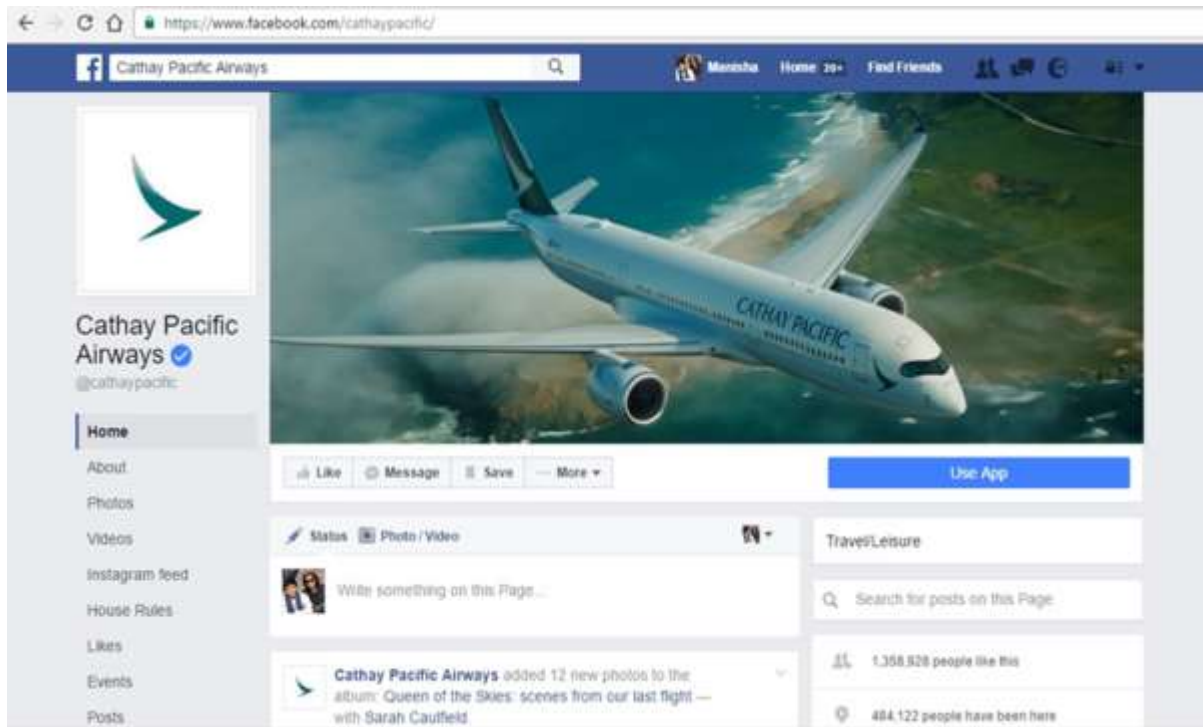 https://www.facebook.com/cathaypacific/
f
Cathay Pacific Airways
Manisha Home 20+ Find Friends
CATHAY PACIFIC
Cathay Pacific
Airways
@cathaypacific
Home
About
Photos
Videos
Instagram feed
House Rules
Likes
Events
Posts
Like Message Save More
Use App
Status Photo / Video
Write something on this Page...
Cathay Pacific Airways added 12 new photos to the
album: Queen of the Skies: scenes from our last flight —
with Sarah Caulfield
Travel/Leisure
Search for posts on this Page
1,358,928 people like this
484,122 people have been here